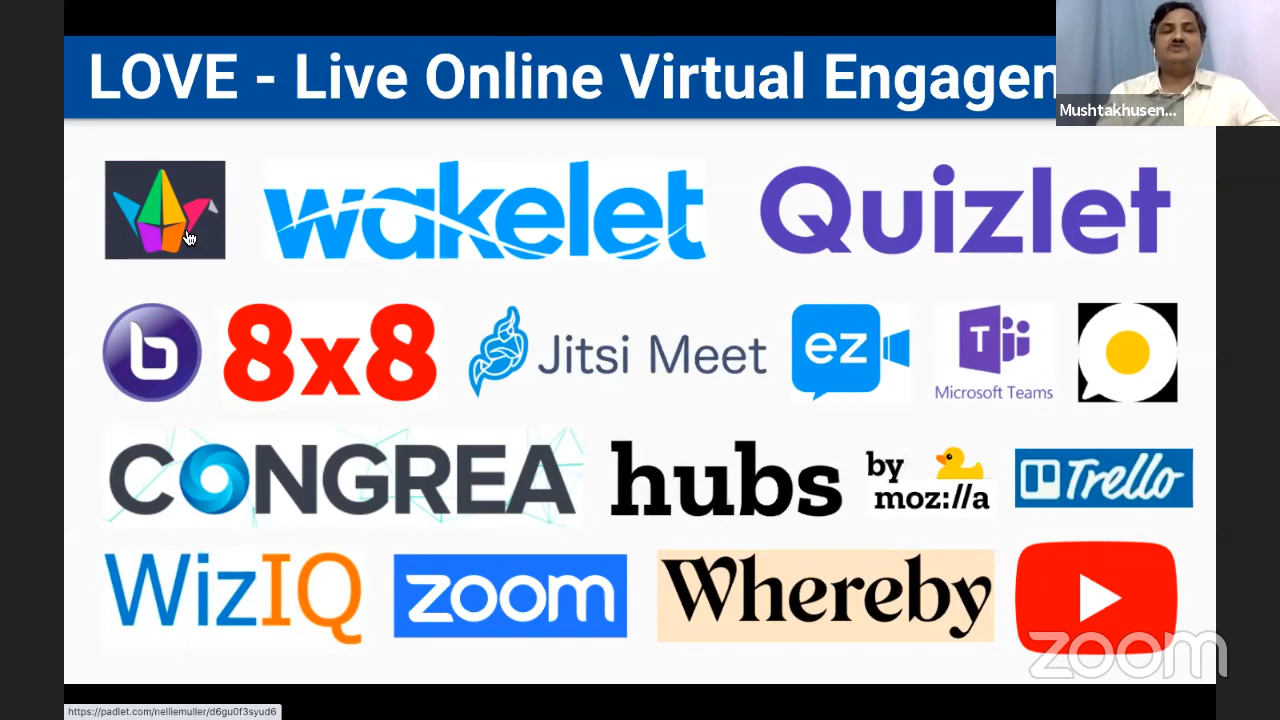 LOVE - Live Online Virtual Engagem
Mushtakhusen...
wakelet
Quizlet
b
8x8
Jitsi Meet
ez
T
Microsoft Teams
CONGREA
hubs
by
moz://a
Trello
WizIQ
zoom
Whereby
zoom
https://padlet.com/nelliemuller/d6gu0f3syud6